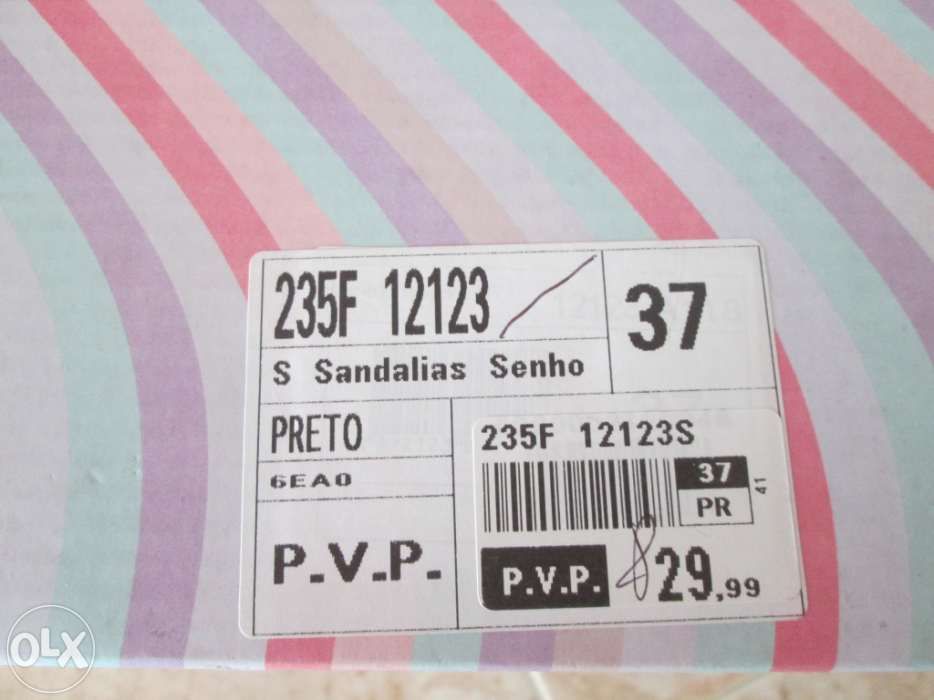 235F 12123
37
S Sandalias Senho
PRETO
6EA0
P.V.P.
235F 12123S
37
PR
41
P.V.P. 29,99
OLX